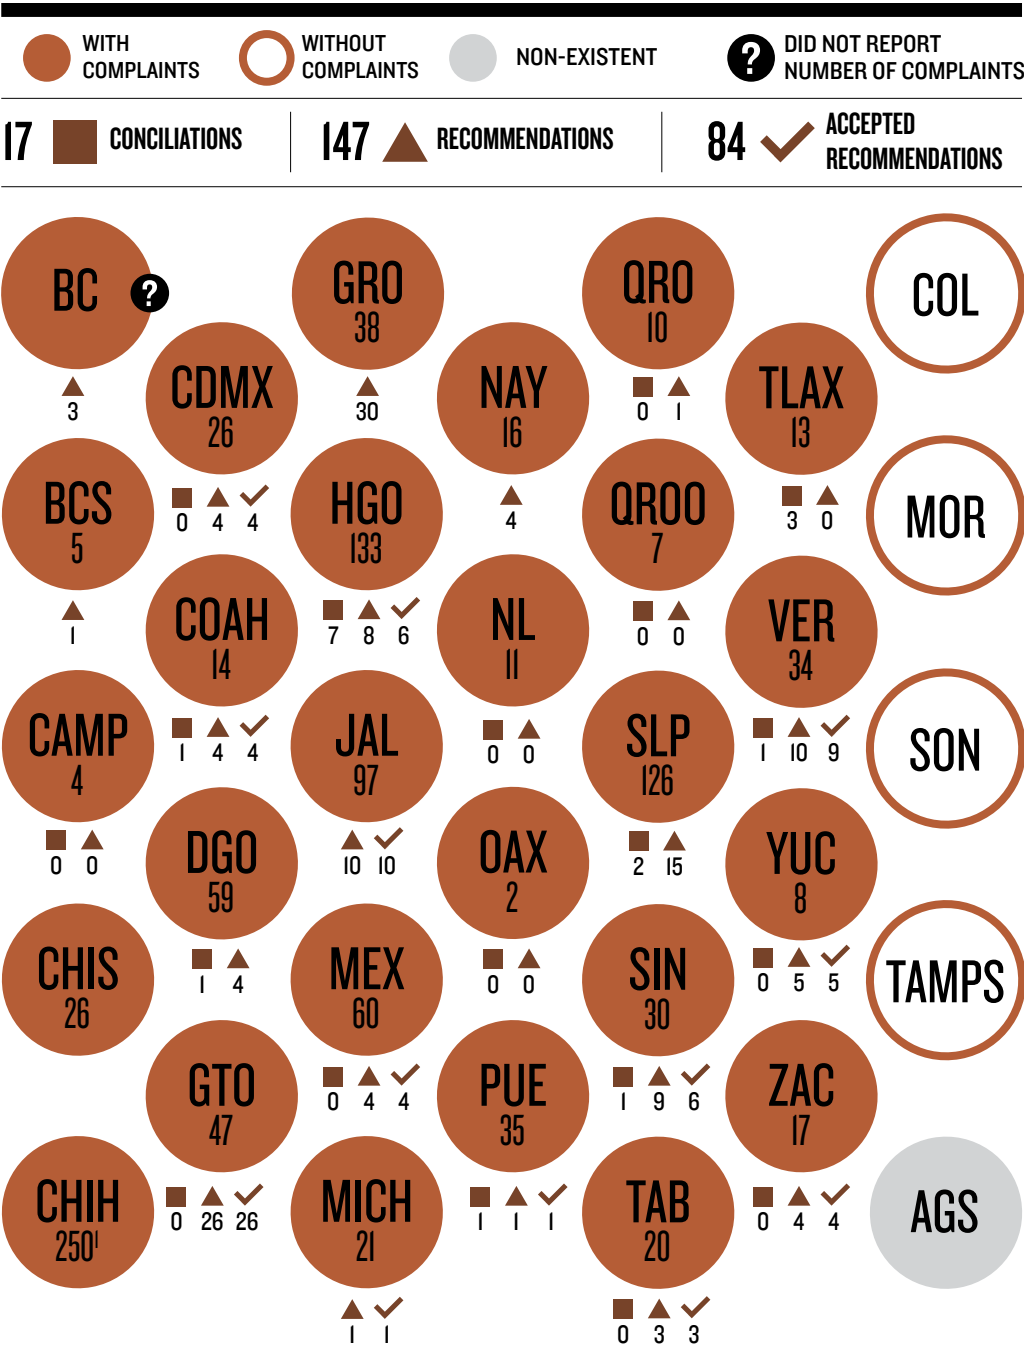 WITH
COMPLAINTS
WITHOUT
COMPLAINTS
NON-EXISTENT
?
DID NOT REPORT
NUMBER OF COMPLAINTS
17 CONCILIATIONS
147 RECOMMENDATIONS
84 ACCEPTED
RECOMMENDATIONS
BC
?
3
GRO
38
30
QRO
10
0 1
COL
CDMX
26
0 4 4
NAY
16
4
TLAX
13
3 0
BCS
5
1
HGO
133
7 8 6
QROO
7
0 0
MOR
COAH
14
1 4 4
NL
11
0 0
VER
34
1 10 9
CAMP
4
0 0
JAL
97
10 10
SLP
126
2 15
SON
DGO
59
1 4
OAX
2
0 0
YUC
8
0 5 5
CHIS
26
MEX
60
0 4 4
SIN
30
1 9 6
TAMPS
GTO
47
0 26 26
PUE
35
1 1 1
ZAC
17
0 4 4
CHIH
250¹
MICH
21
1 1
TAB
20
0 3 3
AGS